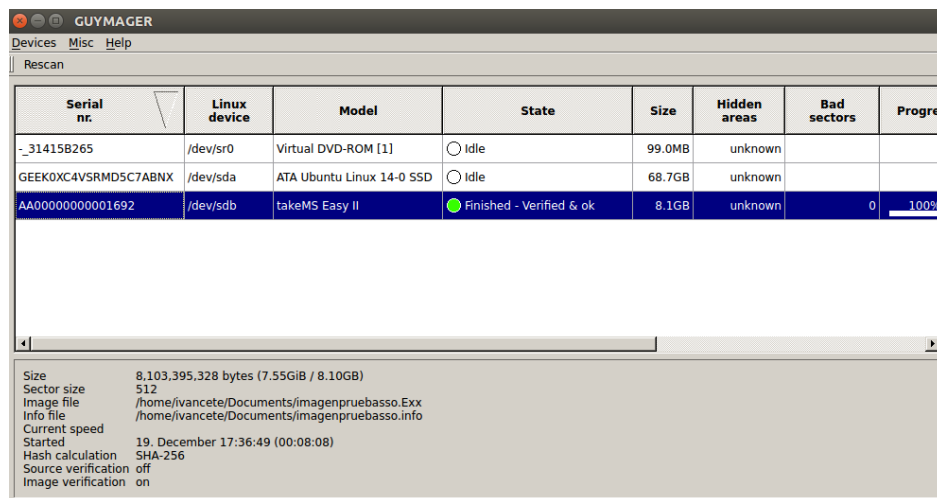 GUYMAGER
Devices Misc Help
Rescan
Serial nr. Linux device Model State Size Hidden areas Bad sectors Progre
-_31415B265 /dev/sr0 Virtual DVD-ROM [1] Idle 99.0MB unknown
GEEK0XC4VSRMD5C7ABNX /dev/sda ATA Ubuntu Linux 14-0 SSD Idle 68.7GB unknown
AA00000000001692 /dev/sdb takeMS Easy II Finished - Verified & ok 8.1GB unknown 0 100%
Size 8,103,395,328 bytes (7.55GiB / 8.10GB)
Sector size 512
Image file /home/ivancete/Documents/imagenpruebasso.Exx
Info file /home/ivancete/Documents/imagenpruebasso.info
Current speed
Started 19. December 17:36:49 (00:08:08)
Hash calculation SHA-256
Source verification off
Image verification on